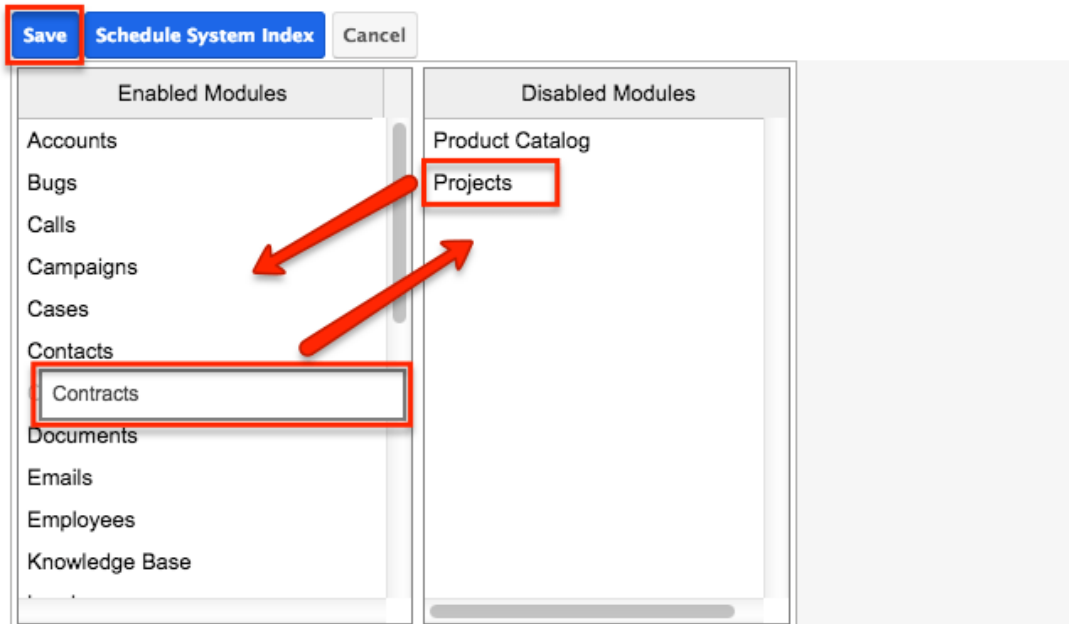 Save Schedule System Index Cancel
Enabled Modules Disabled Modules
Accounts Product Catalog
Bugs Projects
Calls
Campaigns
Cases
Contacts
Contracts
Documents
Emails
Employees
Knowledge Base